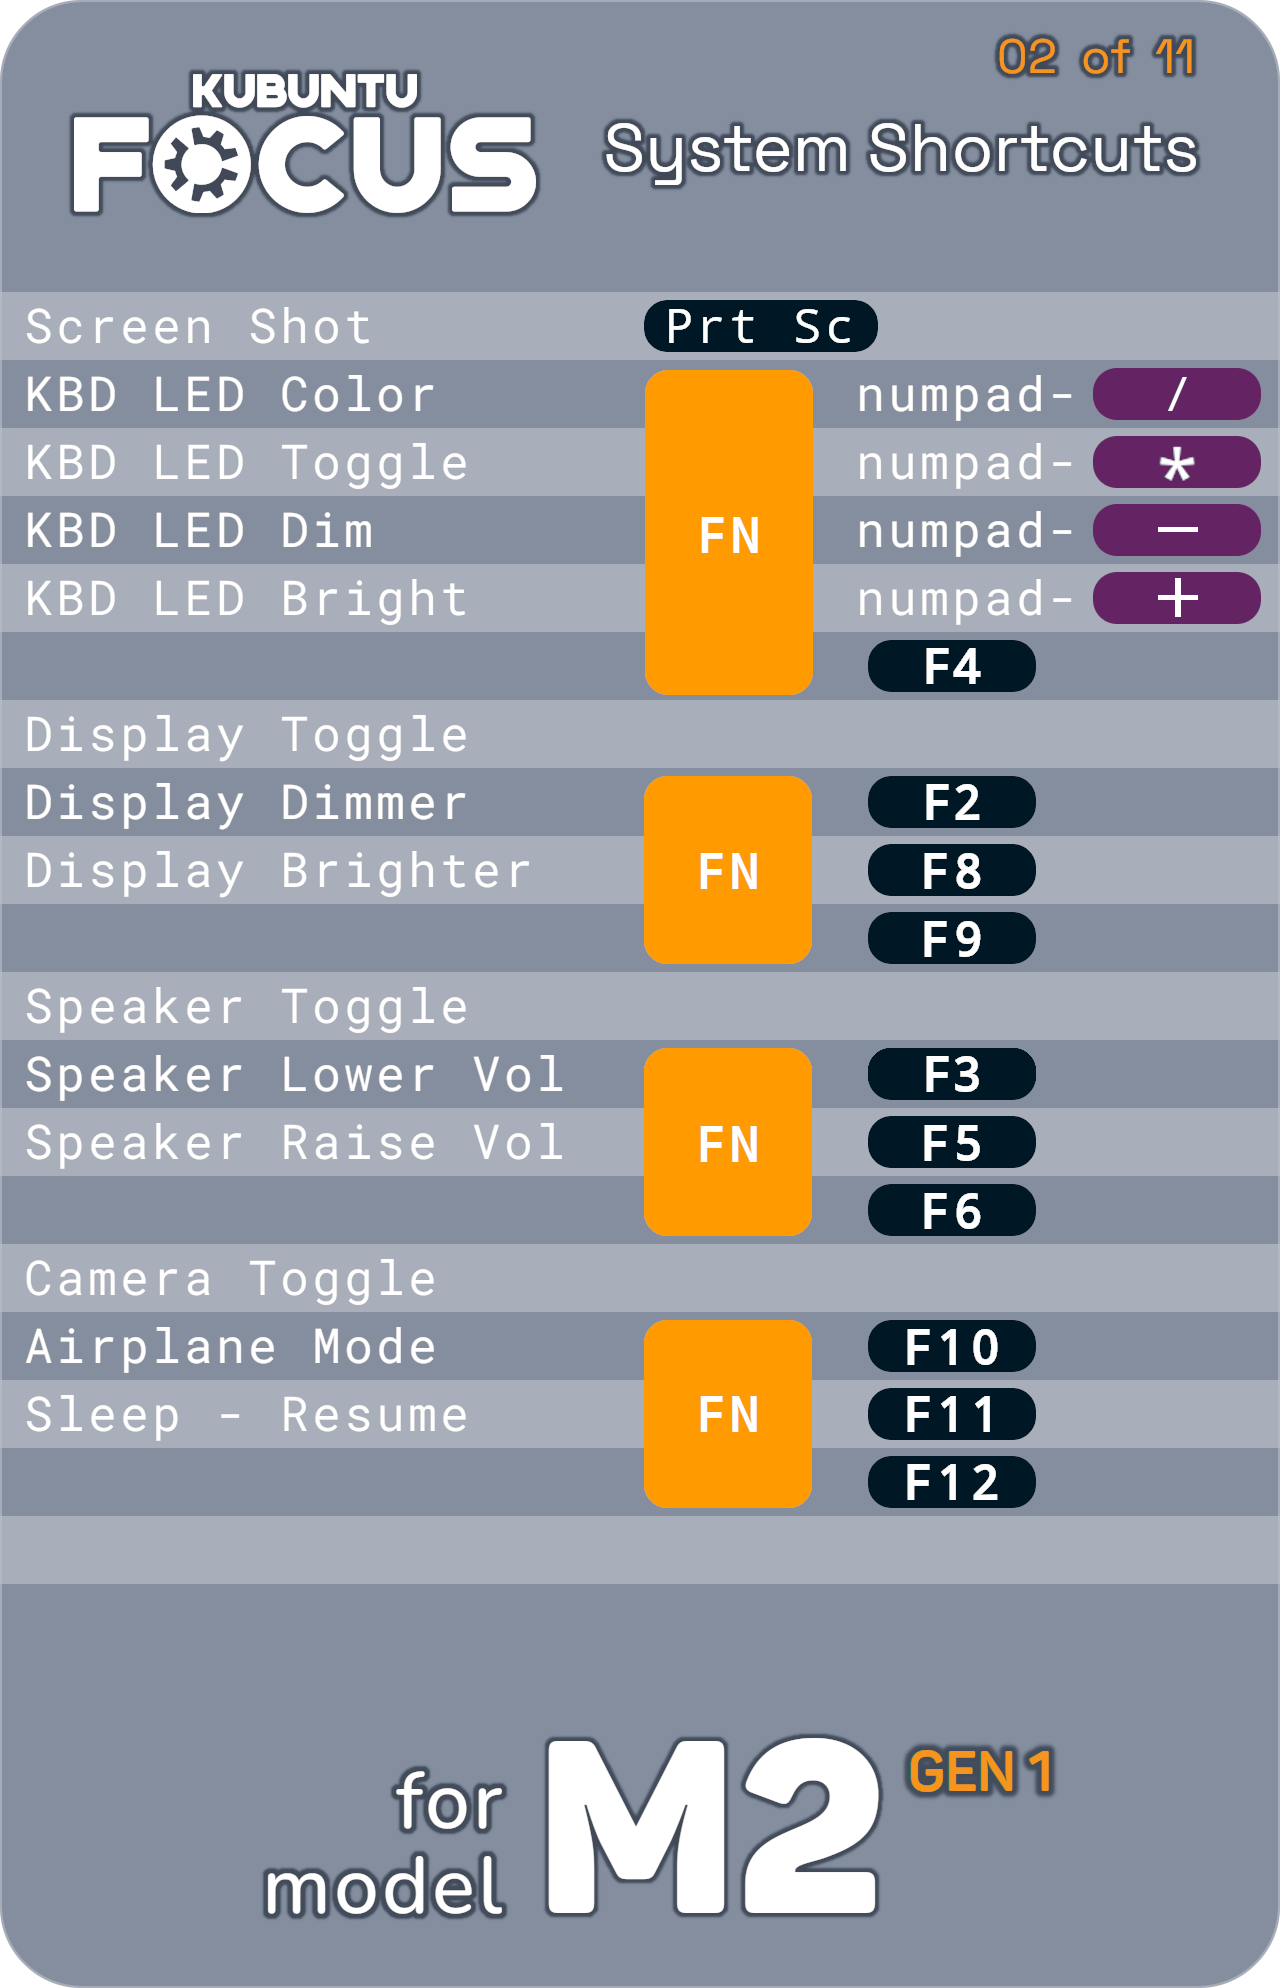 02 of 11
KUBUNTU
FOCUS
System Shortcuts
Screen Shot Prt Sc
KBD LED Color numpad- /
KBD LED Toggle numpad- *
KBD LED Dim FN numpad- −
KBD LED Bright numpad- +
F4
Display Toggle
Display Dimmer F2
Display Brighter FN F8
F9
Speaker Toggle
Speaker Lower Vol F3
Speaker Raise Vol FN F5
F6
Camera Toggle
Airplane Mode F10
Sleep - Resume FN F11
F12
for
model
M2 GEN 1